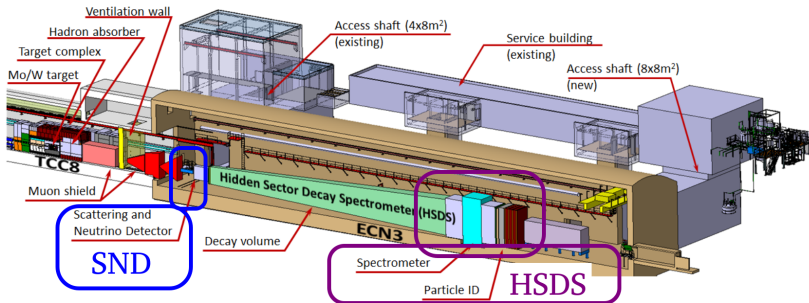 Ventilation wall
Hadron absorber
Target complex
Mo/W target
Access shaft (4x8m²)
(existing)
Service building
(existing)
Access shaft (8x8m²)
(new)
TCC8
Muon shield
Scattering and
Neutrino Detector
SND
Hidden Sector Decay Spectrometer(HSDS)
ECN3
Decay volume
Spectrometer
Particle ID
HSDS